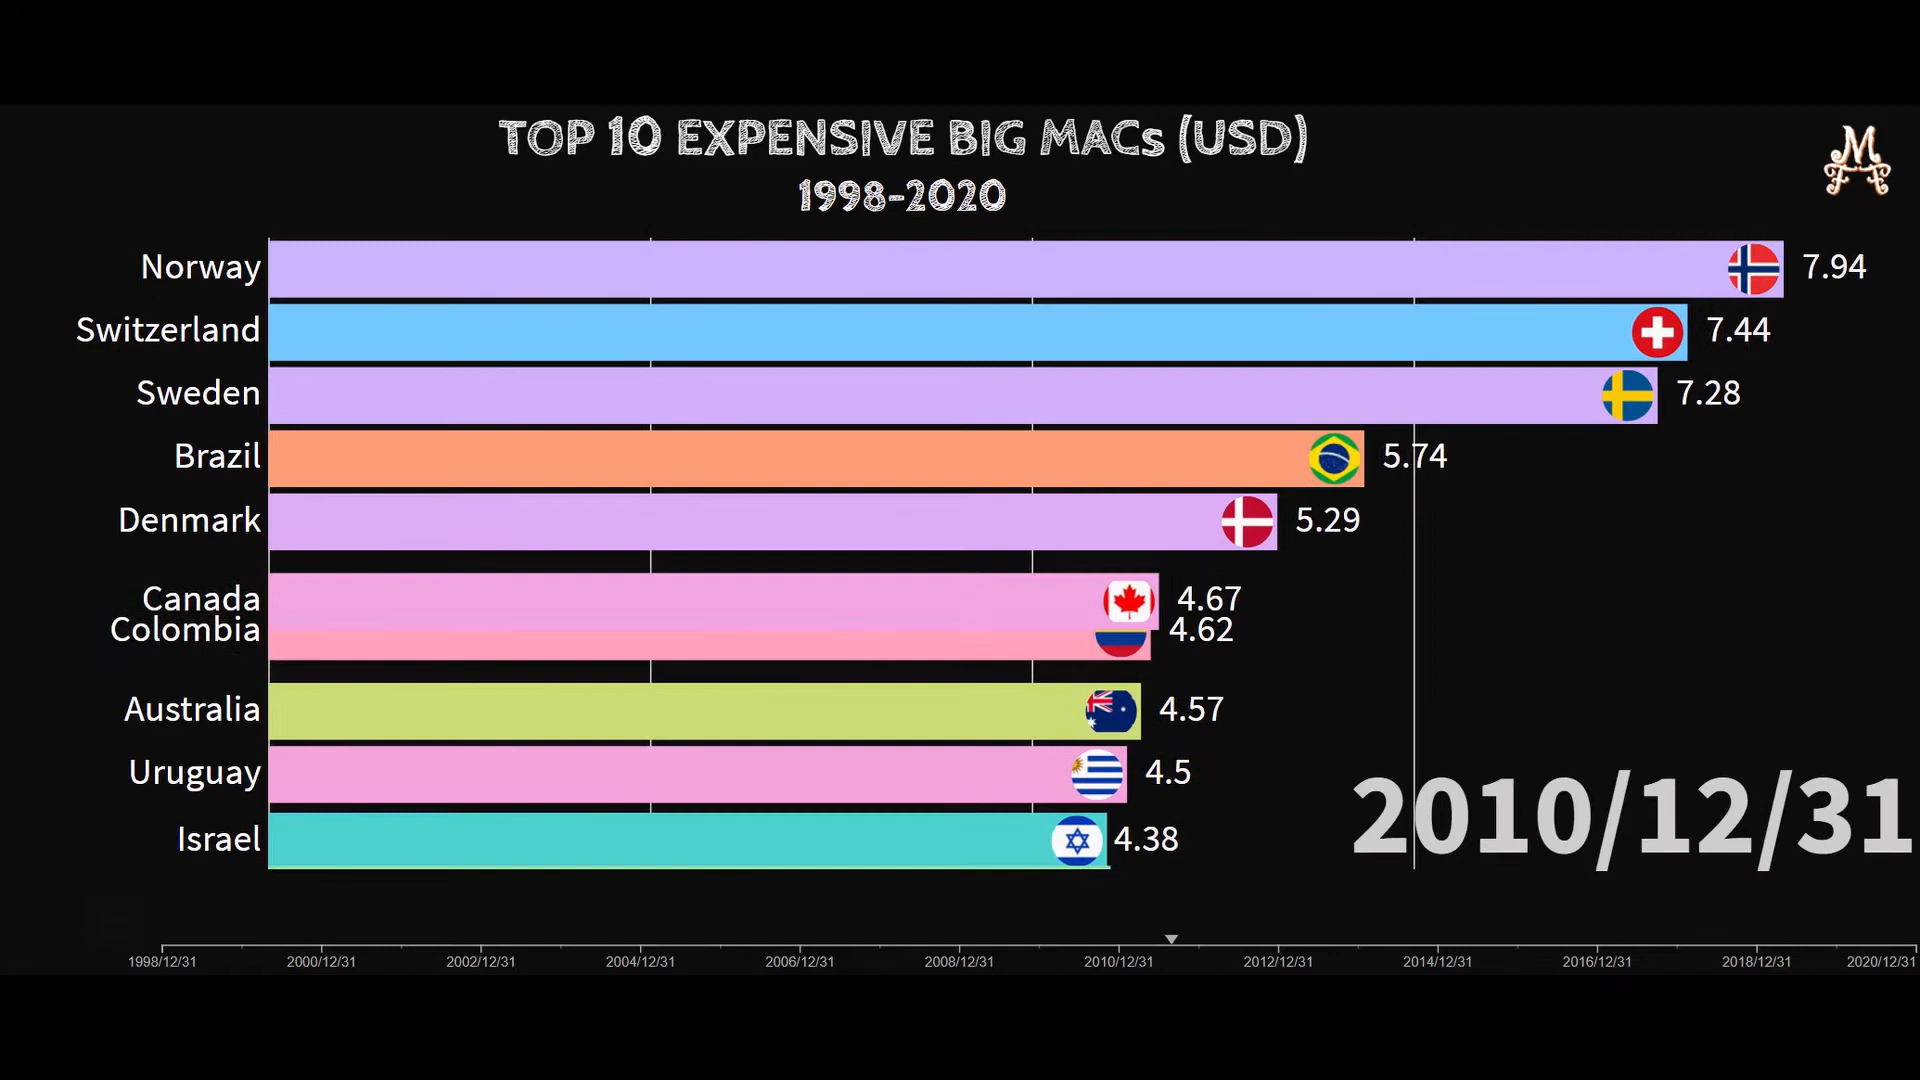 TOP 10 EXPENSIVE BIG MACs (USD)
1998-2020
M
Norway 7.94
Switzerland 7.44
Sweden 7.28
Brazil 5.74
Denmark 5.29
Canada 4.67
Colombia 4.62
Australia 4.57
Uruguay 4.5
Israel 4.38
2010/12/31
1998/12/31 2000/12/31 2002/12/31 2004/12/31 2006/12/31 2008/12/31 2010/12/31 2012/12/31 2014/12/31 2016/12/31 2018/12/31 2020/12/31